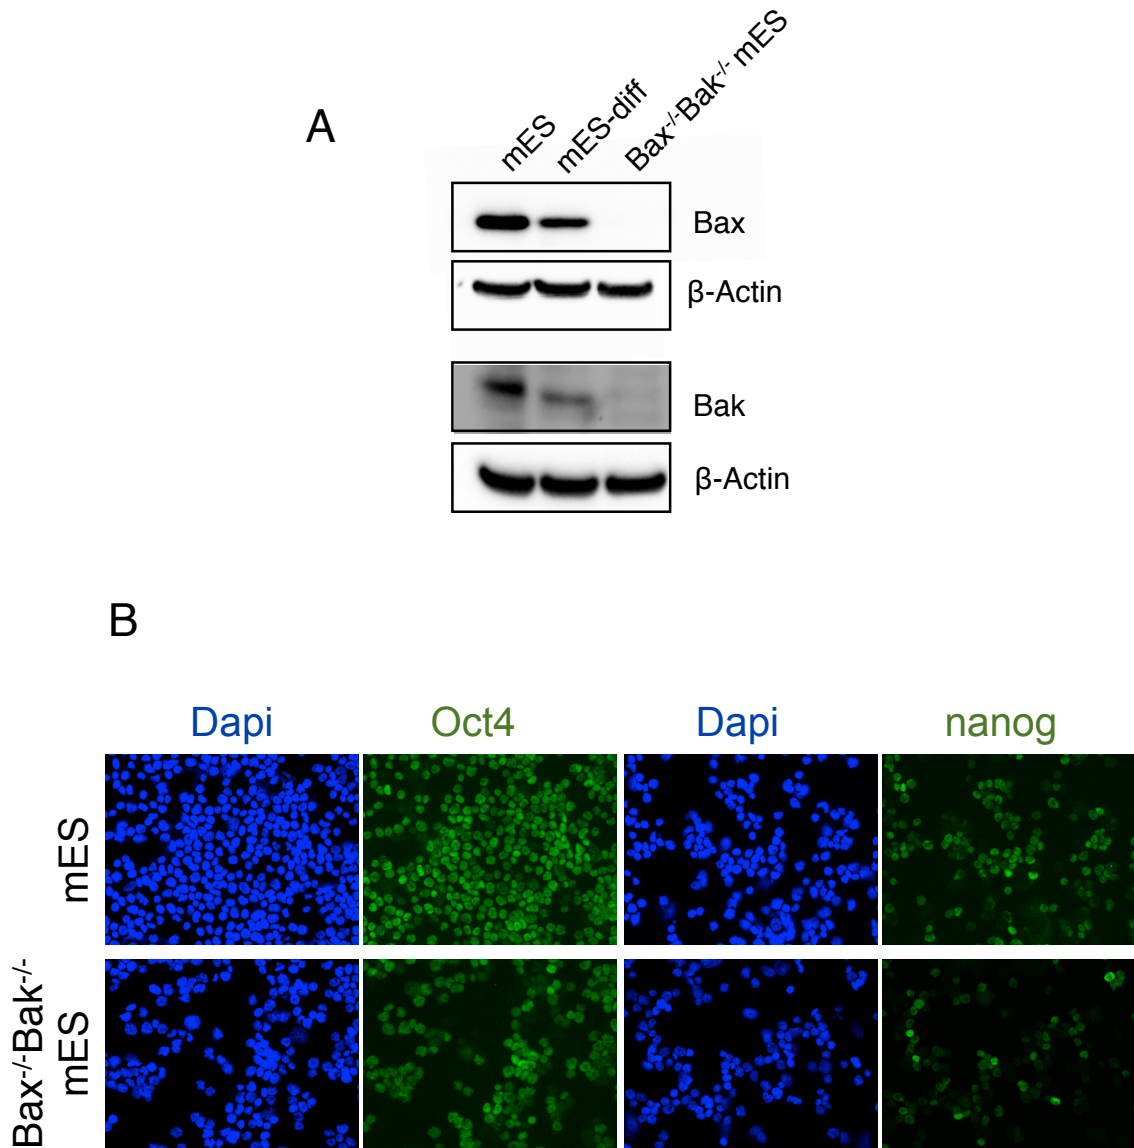 A
mES
mES-diff
Bax-/-Bak-/- mES
Bax
β-Actin
Bak
β-Actin
B
Dapi
Oct4
Dapi
nanog
mES
Bax-/-Bak-/-
mES